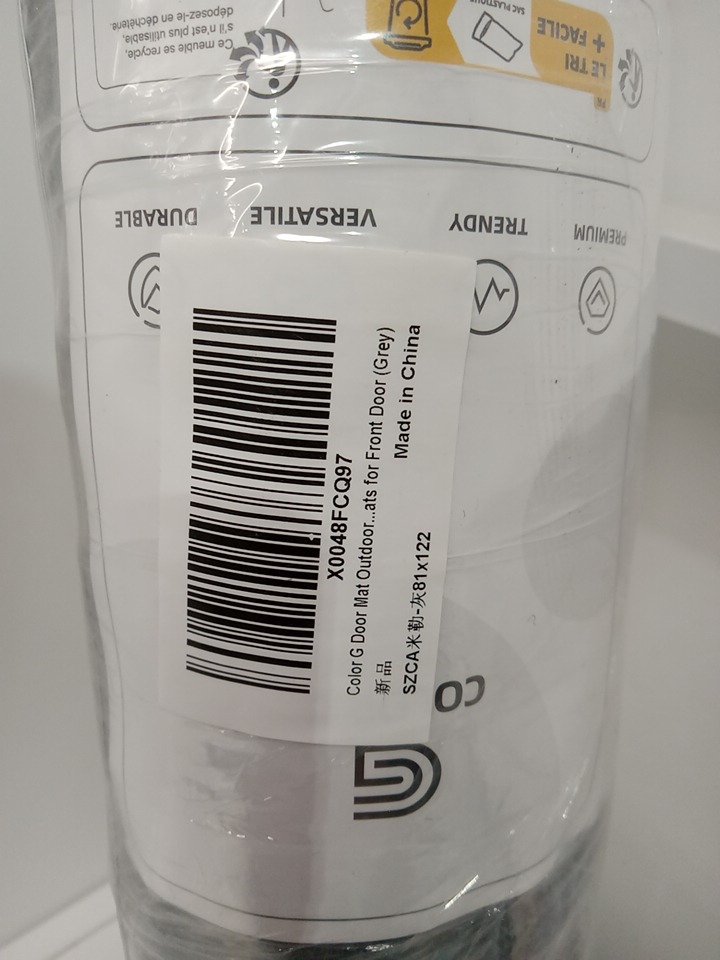 X0048FCQ97
Color G Door Mat Outdoor...ats for Front Door (Grey)
新品
Made in China
SZCA米勒-灰81x122
CO
G
PREMIUM
TRENDY
VERSATILE
DURABLE
FR
LE TRI
+ FACILE
SAC PLASTIQUE
Ce meuble se recycle,
s'il n'est plus utilisable,
déposez-le en déchèterie.